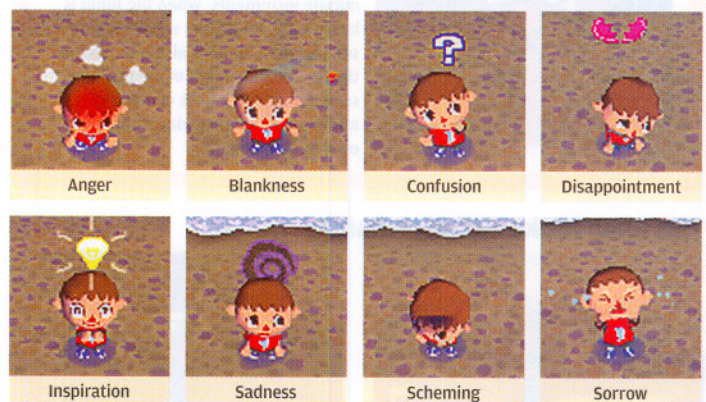 ?
Anger
Blankness
Confusion
Disappointment
Inspiration
Sadness
Scheming
Sorrow